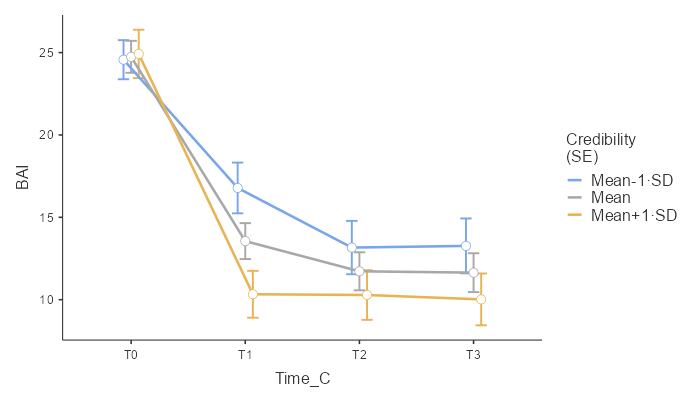 25
20
15
10
BAI
T0
T1
T2
T3
Time_C
Credibility
(SE)
Mean-1·SD
Mean
Mean+1·SD